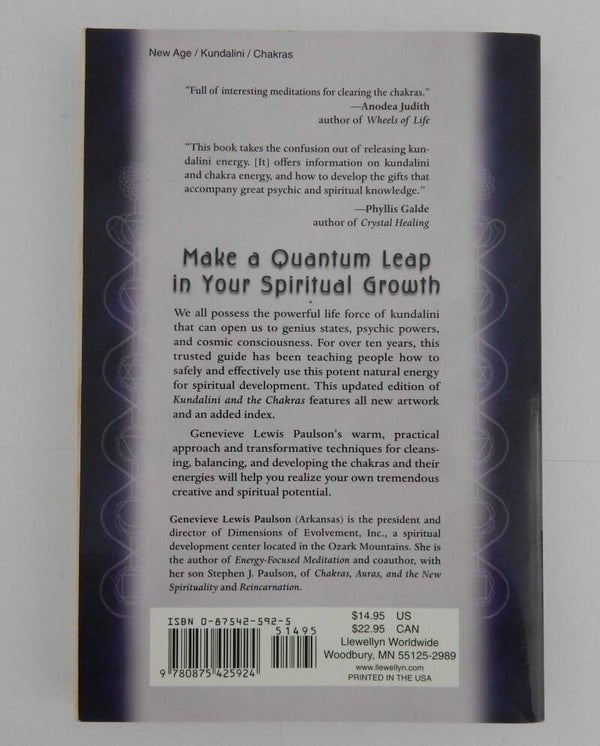 New Age / Kundalini / Chakras
"Full of interesting meditations for clearing the chakras."
—Anodea Judith
author of Wheels of Life
"This book takes the confusion out of releasing kun-
dalini energy. [It] offers information on kundalini
and chakra energy, and how to develop the gifts that
accompany great psychic and spiritual knowledge."
—Phyllis Galde
author of Crystal Healing
Make a Quantum Leap
in Your Spiritual Growth
We all possess the powerful life force of kundalini
that can open us to genius states, psychic powers,
and cosmic consciousness. For over ten years, this
trusted guide has been teaching people how to
safely and effectively use this potent natural energy
for spiritual development. This updated edition of
Kundalini and the Chakras features all new artwork
and an added index.
Genevieve Lewis Paulson's warm, practical
approach and transformative techniques for cleans-
ing, balancing, and developing the chakras and their
energies will help you realize your own tremendous
creative and spiritual potential.
Genevieve Lewis Paulson (Arkansas) is the president and
director of Dimensions of Evolvement, Inc., a spiritual
development center located in the Ozark Mountains. She is
the author of Energy-Focused Meditation and coauthor, with
her son Stephen J. Paulson, of Chakras, Auras, and the New
Spirituality and Reincarnation.
ISBN 0-87542-592-5
51495
9 780875 425924
$14.95 US
$22.95 CAN
Llewellyn Worldwide
Woodbury, MN 55125-2989
www.llewellyn.com
PRINTED IN THE USA